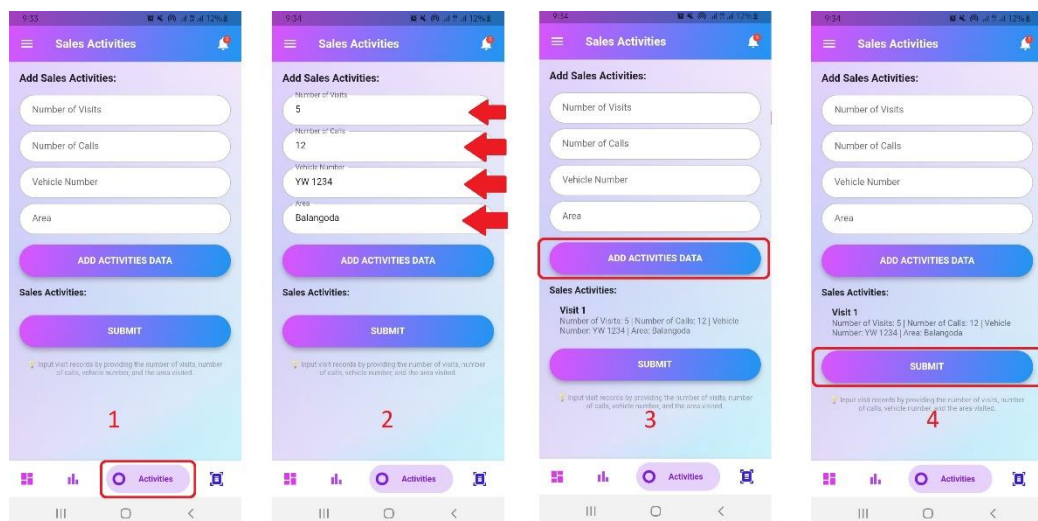 9:33
12%
Sales Activities
Add Sales Activities:
Number of Visits
Number of Calls
Vehicle Number
Area
ADD ACTIVITIES DATA
Sales Activities:
SUBMIT
Input visit records by providing the number of visits, number
of calls, vehicle number, and the area visited.
1
Activities
9:34
12%
Sales Activities
Add Sales Activities:
Number of Visits
5
Number of Calls
12
Vehicle Number
YW 1234
Area
Balangoda
ADD ACTIVITIES DATA
Sales Activities:
SUBMIT
Input visit records by providing the number of visits, number
of calls, vehicle number, and the area visited.
2
Activities
9:34
12%
Sales Activities
Add Sales Activities:
Number of Visits
Number of Calls
Vehicle Number
Area
ADD ACTIVITIES DATA
Sales Activities:
Visit 1
Number of Visits: 5 | Number of Calls: 12 | Vehicle
Number: YW 1234 | Area: Balangoda
SUBMIT
Input visit records by providing the number of visits, number
of calls, vehicle number, and the area visited.
3
Activities
9:34
12%
Sales Activities
Add Sales Activities:
Number of Visits
Number of Calls
Vehicle Number
Area
ADD ACTIVITIES DATA
Sales Activities:
Visit 1
Number of Visits: 5 | Number of Calls: 12 | Vehicle
Number: YW 1234 | Area: Balangoda
SUBMIT
Input visit records by providing the number of visits, number
of calls, vehicle number, and the area visited.
4
Activities